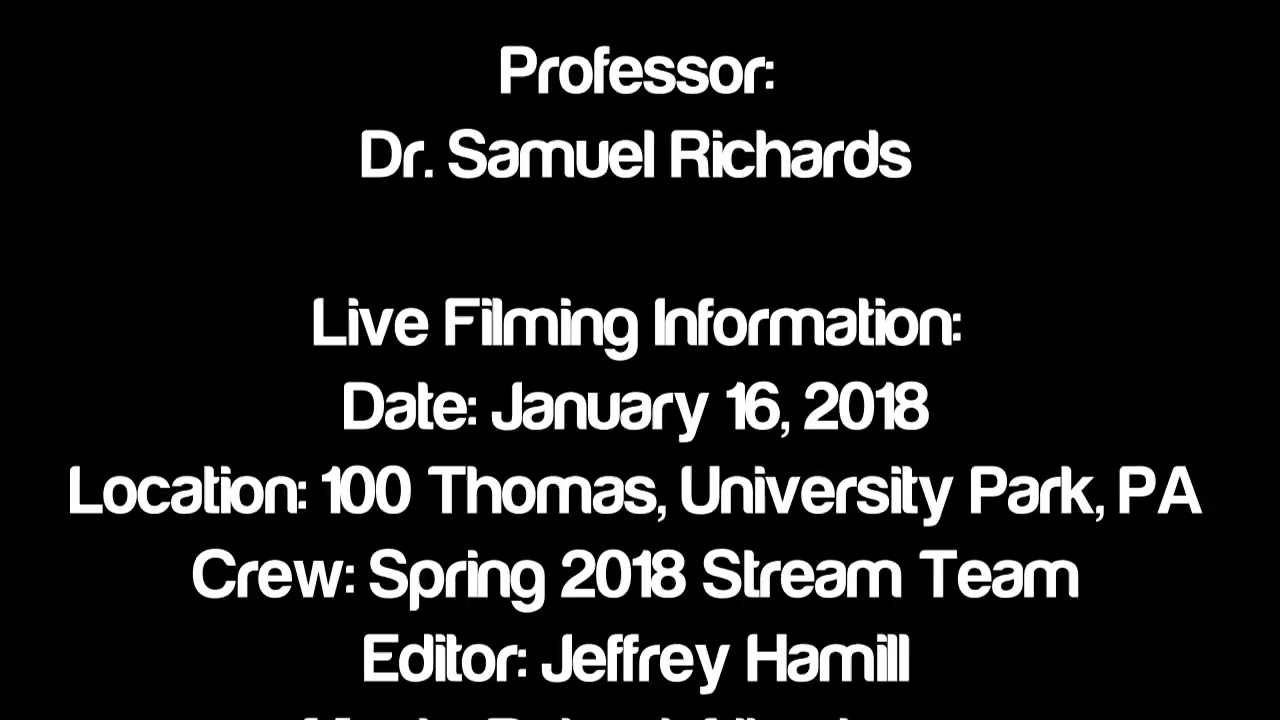 Professor:
Dr. Samuel Richards
Live Filming Information:
Date: January 16, 2018
Location: 100 Thomas, University Park, PA
Crew: Spring 2018 Stream Team
Editor: Jeffrey Hamill